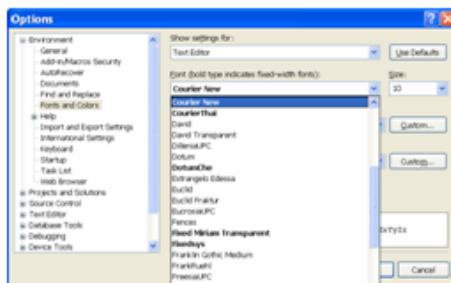 Options
Environment
General
Add-in/Macros Security
AutoRecover
Documents
Find and Replace
Fonts and Colors
Help
Import and Export Settings
International Settings
Keyboard
Startup
Task List
Web Browser
Projects and Solutions
Source Control
Text Editor
Database Tools
Debugging
Device Tools
Show settings for:
Text Editor
Use Defaults
Font (bold type indicates fixed-width fonts):
Size:
Courier New
10
Courier New
CourierThai
David
David Transparent
DilleniaUPC
Dotum
DotumChe
Estrangelo Edessa
Euclid
Euclid Fraktur
EucrosiaUPC
Fences
Fixed Miriam Transparent
Fixedsys
Franklin Gothic Medium
FrankRuehl
FreesiaUPC
Custom...
Custom...
Cancel